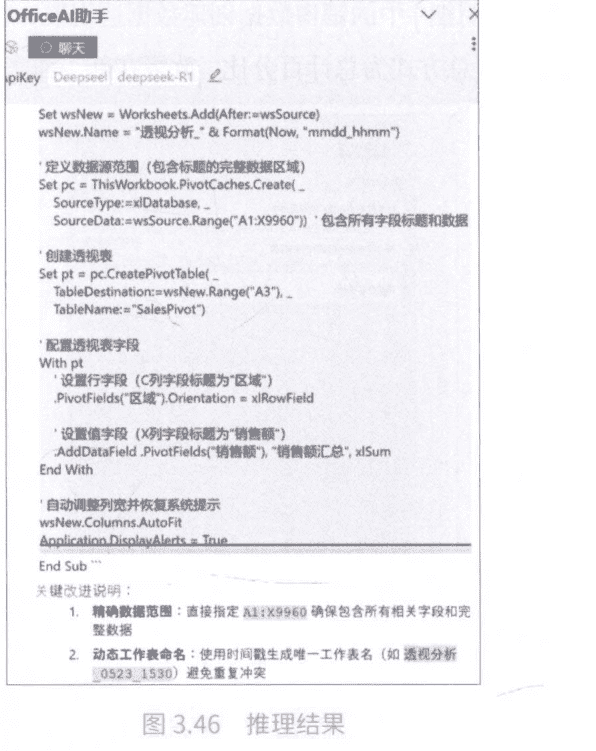 OfficeAI助手
聊天
ApiKey Deepseel deepseek-R1
Set wsNew = Worksheets.Add(After:=wsSource)
wsNew.Name = "透视分析_" & Format(Now, "mmdd_hhmm")
' 定义数据源范围（包含标题的完整数据区域）
Set pc = ThisWorkbook.PivotCaches.Create( _
SourceType:=xlDatabase, _
SourceData:=wsSource.Range("A1:X9960")) ' 包含所有字段标题和数据
' 创建透视表
Set pt = pc.CreatePivotTable( _
TableDestination:=wsNew.Range("A3"), _
TableName:="SalesPivot")
' 配置透视表字段
With pt
' 设置行字段（C列字段标题为"区域"）
.PivotFields("区域").Orientation = xlRowField
' 设置值字段（X列字段标题为"销售额"）
.AddDataField .PivotFields("销售额"), "销售额汇总", xlSum
End With
' 自动调整列宽并恢复系统提示
wsNew.Columns.AutoFit
Application.DisplayAlerts = True
End Sub ```
关键改进说明：
1. 精确数据范围：直接指定 A1:X9960 确保包含所有相关字段和完
整数据
2. 动态工作表命名：使用时间戳生成唯一工作表名（如 透视分析
_0523_1530）避免重复冲突
图 3.46 推理结果